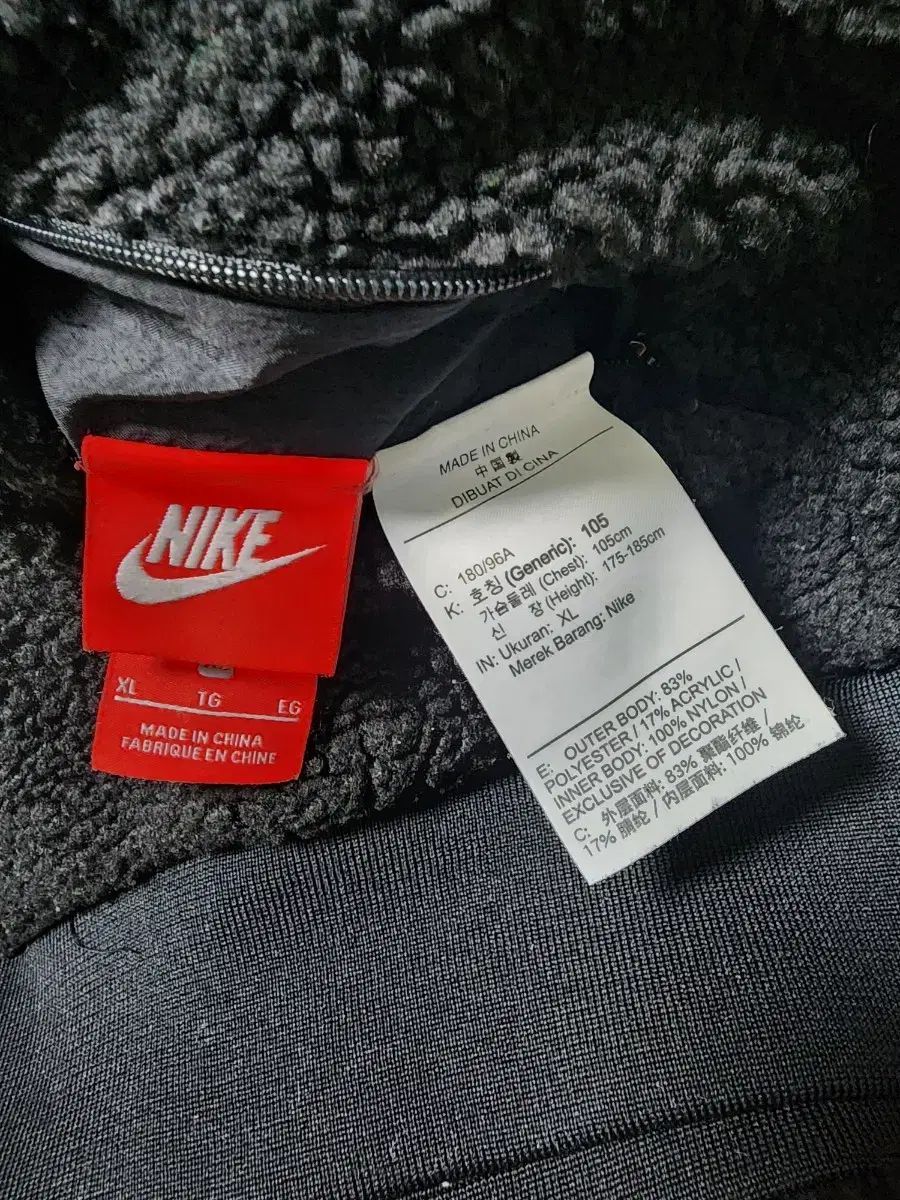 NIKE
XL TG EG
MADE IN CHINA
FABRIQUE EN CHINE
MADE IN CHINA
中国製
DIBUAT DI CINA
C: 180/96A
K: 호칭 (Generic): 105
가슴둘레 (Chest): 105cm
신 장 (Height): 175-185cm
IN: Ukuran: XL
Merek Barang: Nike
E: OUTER BODY: 83%
POLYESTER / 17% ACRYLIC /
INNER BODY: 100% NYLON /
EXCLUSIVE OF DECORATION
C: 外层面料: 83% 聚酯纤维 /
17% 腈纶 / 内层面料: 100% 锦纶